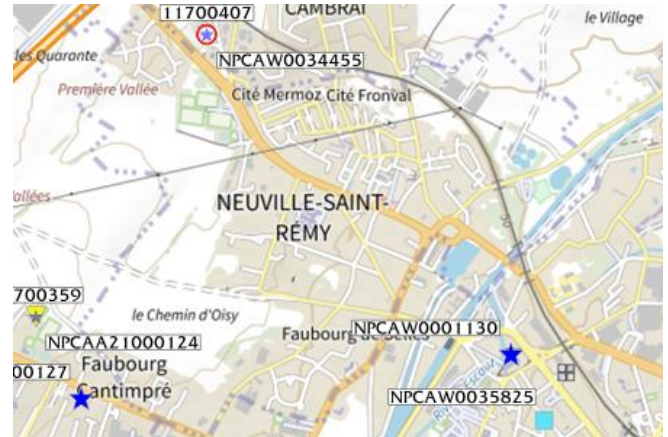 11700407
CAMBRAI
le Village
les Quarante
NPCAW0034455
Première Vallée
Cité Mermoz Cité Fronval
Vallées
NEUVILLE-SAINT-
RÉMY
700359
le Chemin d'Oisy
NPCAA21000124
Faubourg de Selles
NPCAW0001130
00127
Faubourg
Cantimpré
NPCAW0035825